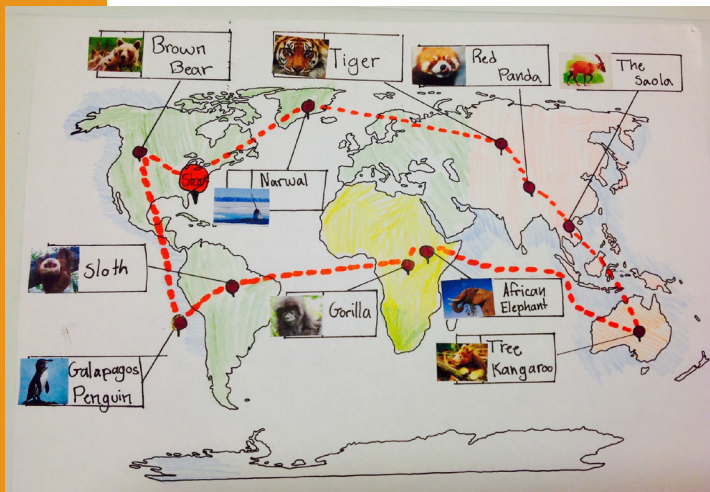 Brown
Bear
Tiger
Red
Panda
The
Saola
Start
Narwal
Sloth
Gorilla
African
Elephant
Galapagos
Penguin
Tree
Kangaroo